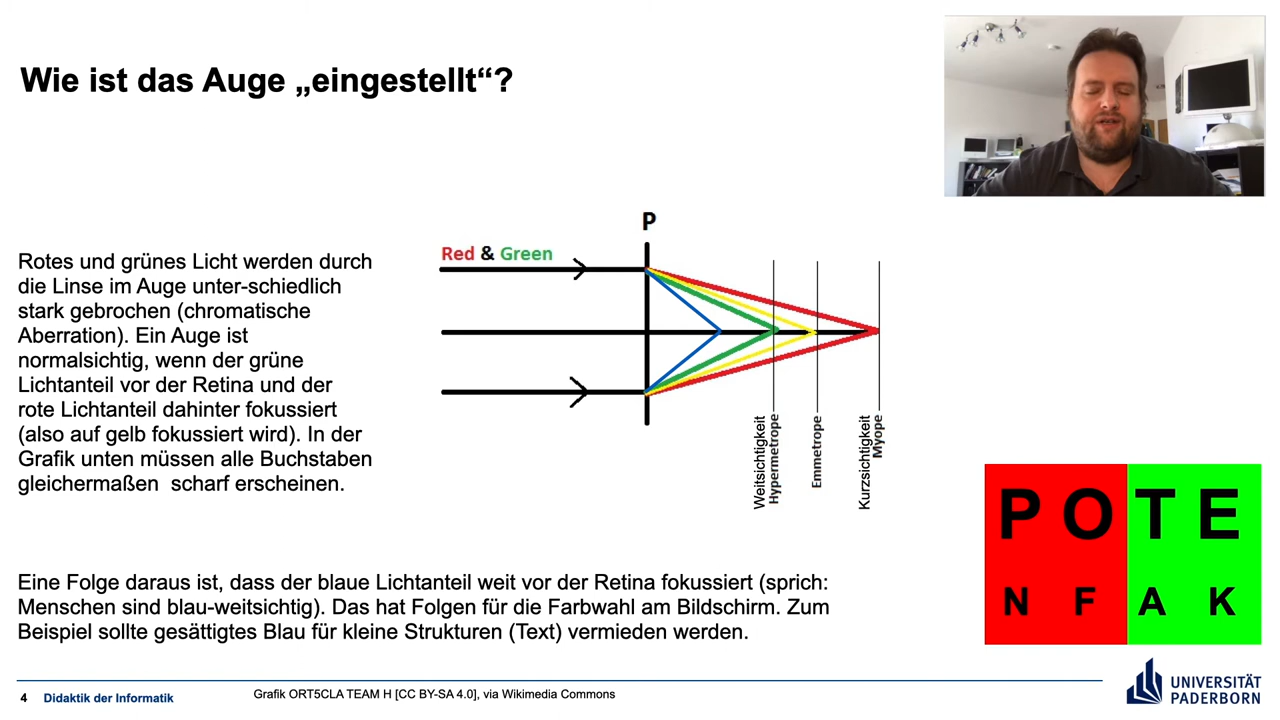 Wie ist das Auge „eingestellt“?
P
Red & Green
Rotes und grünes Licht werden durch
die Linse im Auge unter-schiedlich
stark gebrochen (chromatische
Aberration). Ein Auge ist
normalsichtig, wenn der grüne
Lichtanteil vor der Retina und der
rote Lichtanteil dahinter fokussiert
(also auf gelb fokussiert wird). In der
Grafik unten müssen alle Buchstaben
gleichermaßen scharf erscheinen.
Weitsichtigkeit
Hypermetrope
Emmetrope
Kurzsichtigkeit
Myope
P O T E
N F A K
Eine Folge daraus ist, dass der blaue Lichtanteil weit vor der Retina fokussiert (sprich:
Menschen sind blau-weitsichtig). Das hat Folgen für die Farbwahl am Bildschirm. Zum
Beispiel sollte gesättigtes Blau für kleine Strukturen (Text) vermieden werden.
4 Didaktik der Informatik
Grafik ORT5CLA TEAM H [CC BY-SA 4.0], via Wikimedia Commons
UNIVERSITÄT
PADERBORN